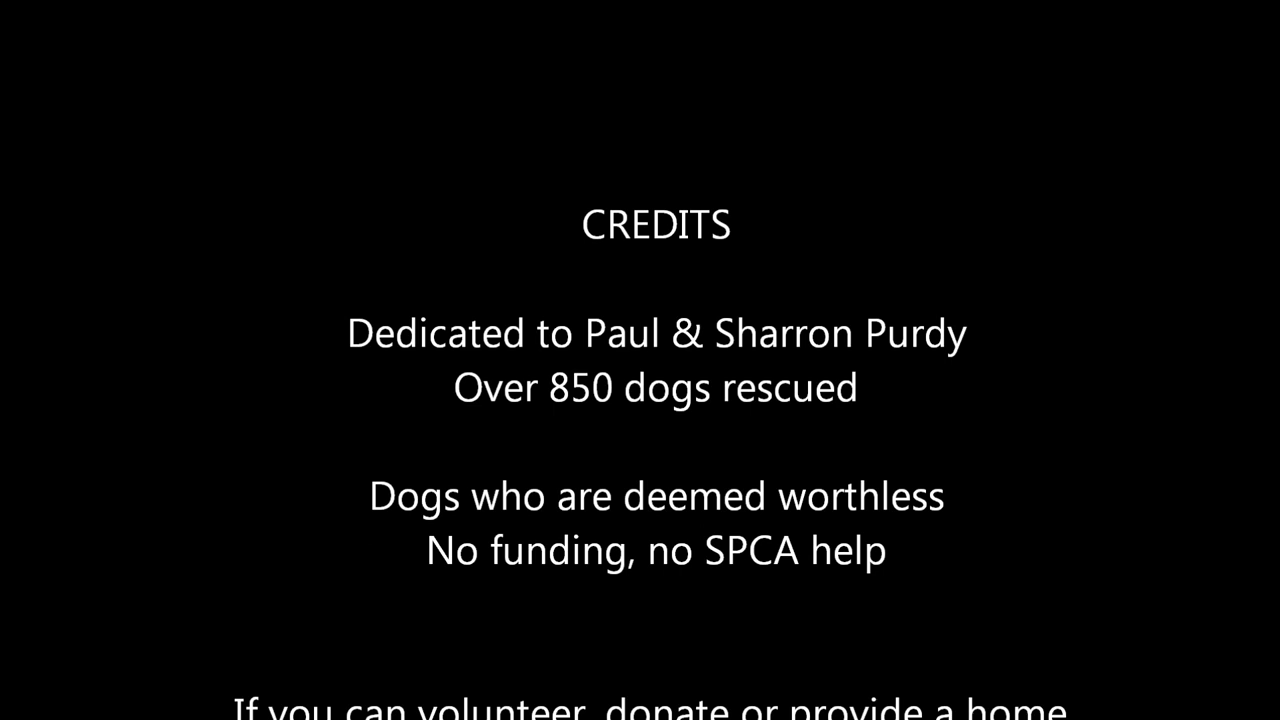 CREDITS
Dedicated to Paul & Sharron Purdy
Over 850 dogs rescued
Dogs who are deemed worthless
No funding, no SPCA help
If you can volunteer, donate or provide a home